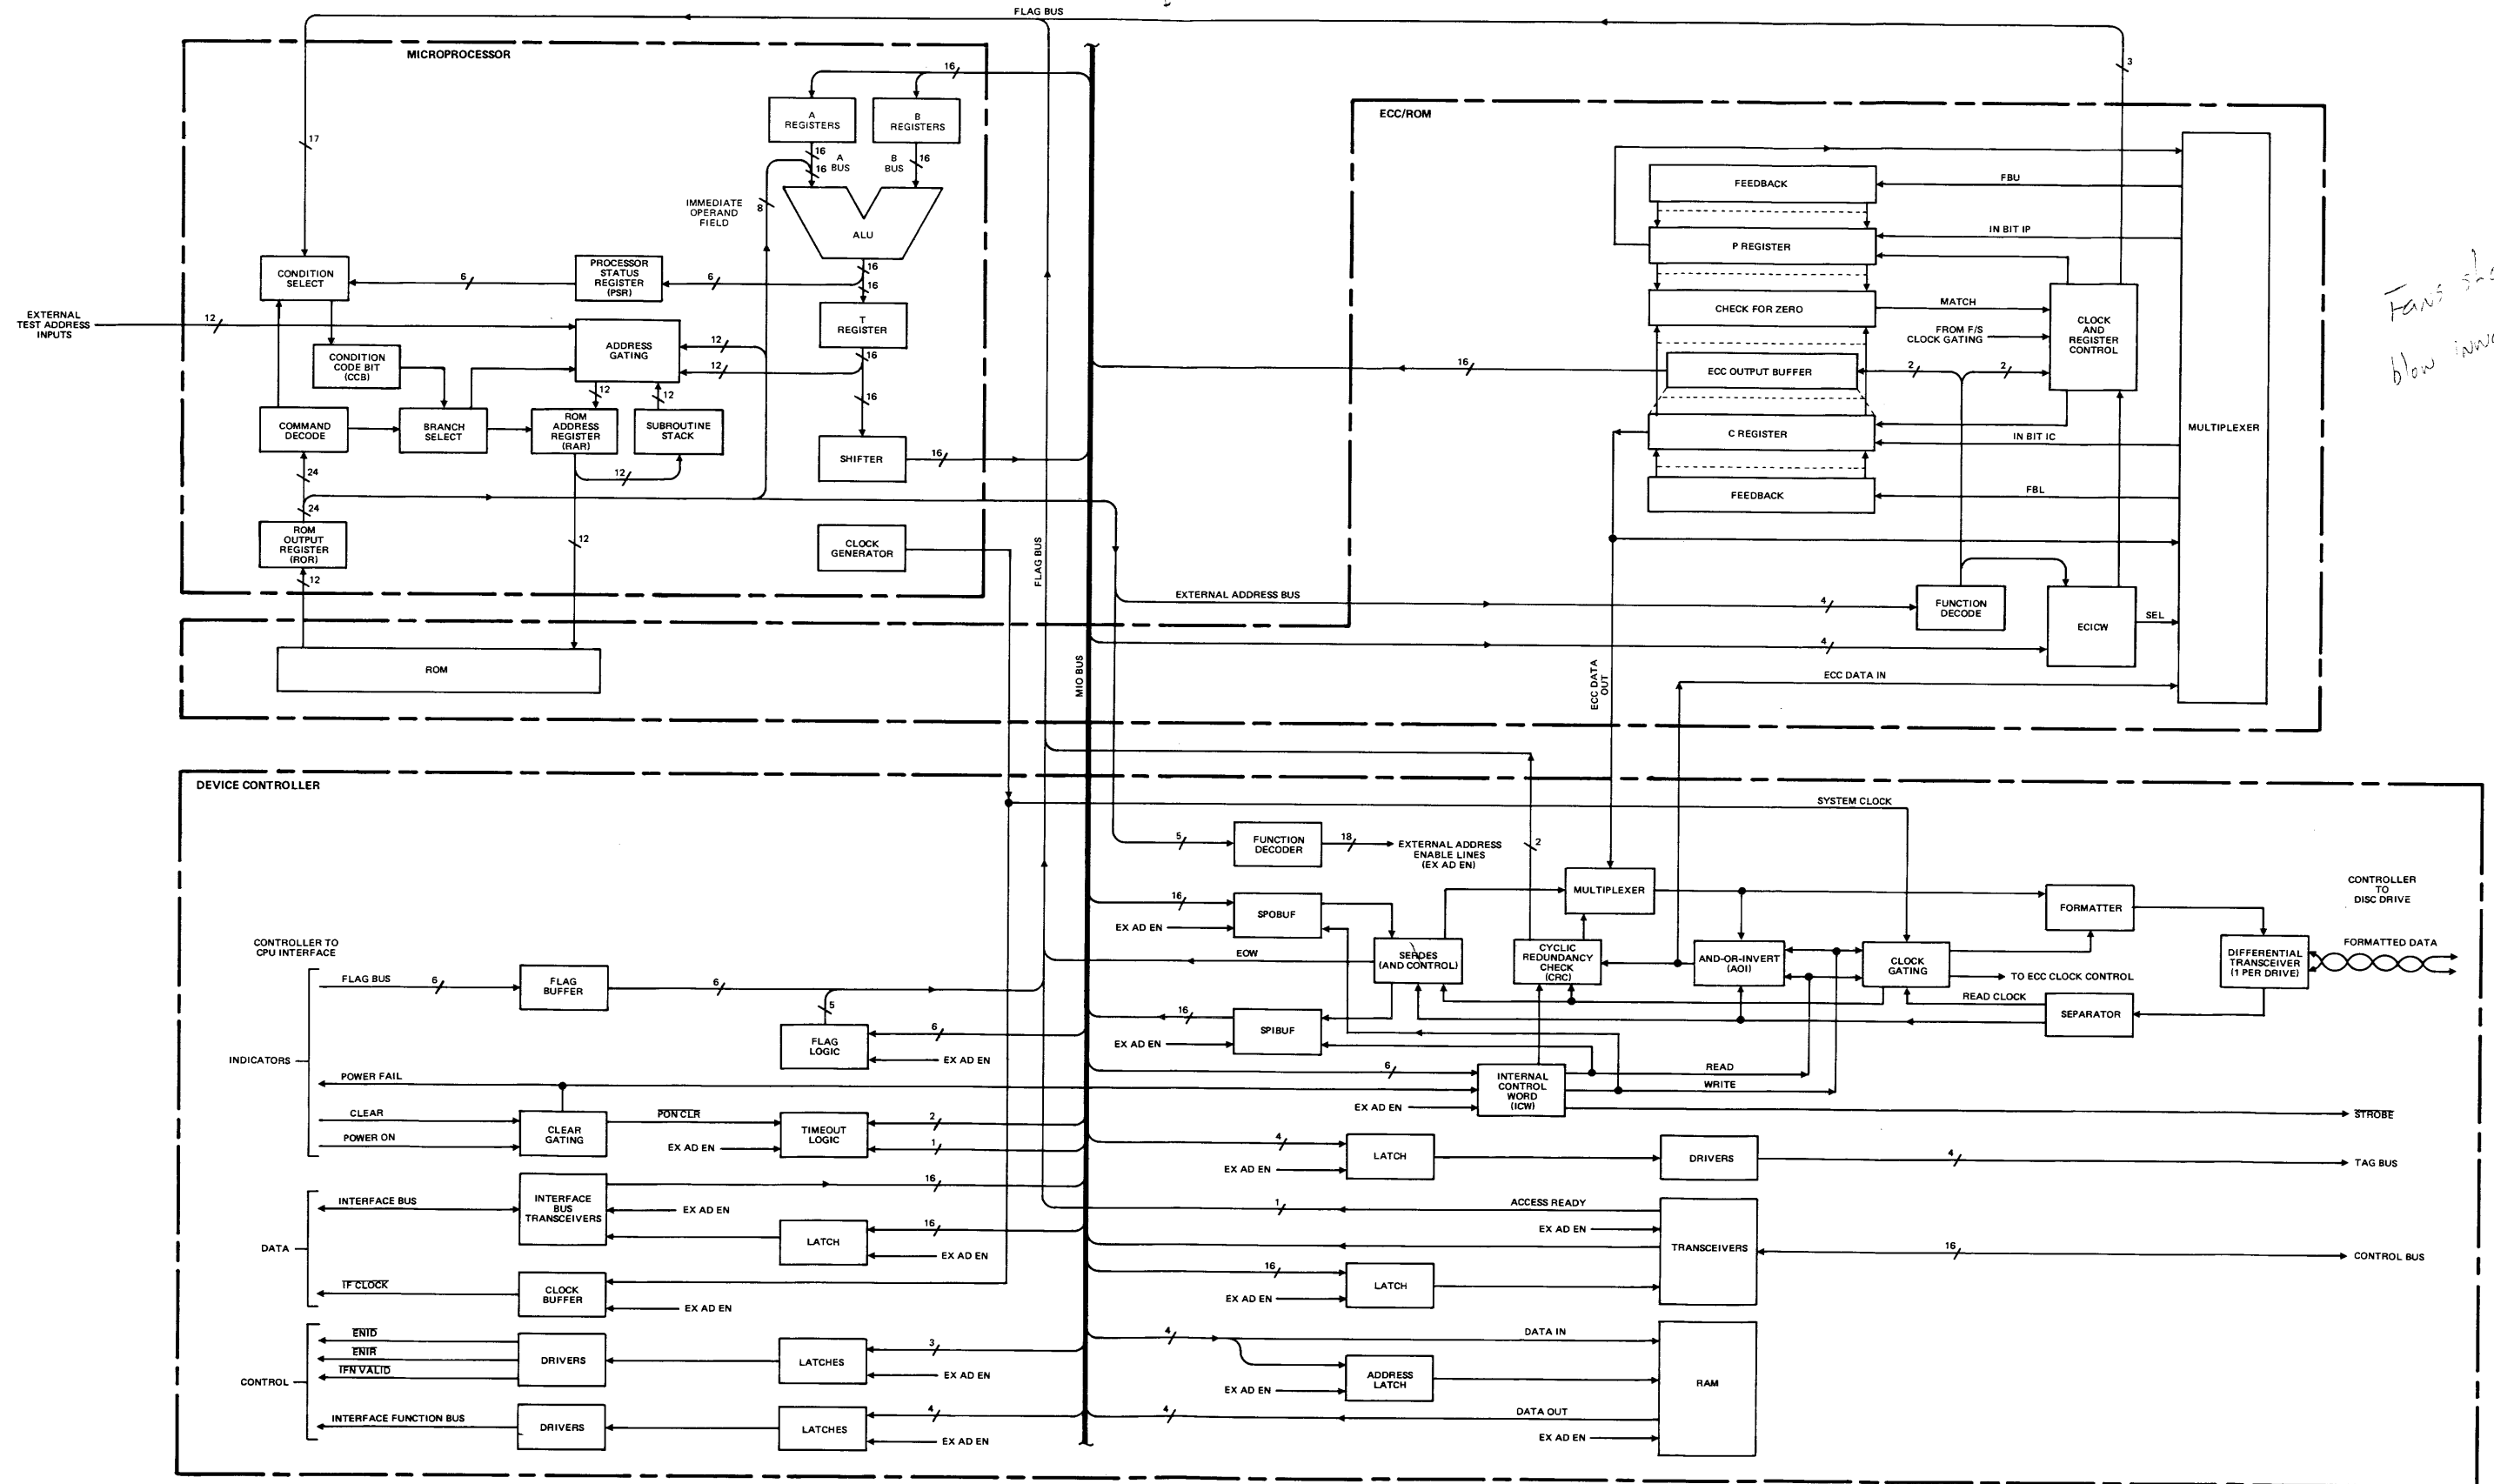 FLAG BUS
3
MICROPROCESSOR
17
16
A
REGISTERS
B
REGISTERS
16
16
A
BUS
B
BUS
16
IMMEDIATE
OPERAND
FIELD
8
ALU
16
16
CONDITION
SELECT
6
PROCESSOR
STATUS
REGISTER
(PSR)
6
T
REGISTER
EXTERNAL
TEST ADDRESS
INPUTS
12
ADDRESS
GATING
12
12
16
CONDITION
CODE BIT
(CCB)
12
12
16
COMMAND
DECODE
BRANCH
SELECT
ROM
ADDRESS
REGISTER
(RAR)
SUBROUTINE
STACK
SHIFTER
16
24
12
24
ROM
OUTPUT
REGISTER
(ROR)
12
CLOCK
GENERATOR
12
ROM
FLAG BUS
MIO BUS
ECC/ROM
FEEDBACK
FBU
P REGISTER
IN BIT IP
CHECK FOR ZERO
MATCH
FROM F/S
CLOCK GATING
CLOCK
AND
REGISTER
CONTROL
16
ECC OUTPUT BUFFER
2
2
C REGISTER
IN BIT IC
MULTIPLEXER
FEEDBACK
FBL
EXTERNAL ADDRESS BUS
4
FUNCTION
DECODE
ECICW
SEL
4
ECC DATA
OUT
ECC DATA IN
Fans
blow
DEVICE CONTROLLER
SYSTEM CLOCK
5
FUNCTION
DECODER
18
EXTERNAL ADDRESS
ENABLE LINES
(EX AD EN)
2
MULTIPLEXER
FORMATTER
CONTROLLER
TO
DISC DRIVE
16
SPOBUF
EX AD EN
EOW
SERDES
(AND CONTROL)
CYCLIC
REDUNDANCY
CHECK
(CRC)
AND-OR-INVERT
(AOI)
CLOCK
GATING
TO ECC CLOCK CONTROL
DIFFERENTIAL
TRANSCEIVER
(1 PER DRIVE)
FORMATTED DATA
READ CLOCK
SEPARATOR
16
SPIBUF
EX AD EN
6
INTERNAL
CONTROL
WORD
(ICW)
READ
WRITE
EX AD EN
STROBE
4
LATCH
EX AD EN
DRIVERS
4
TAG BUS
1
ACCESS READY
EX AD EN
TRANSCEIVERS
16
CONTROL BUS
16
LATCH
EX AD EN
4
DATA IN
ADDRESS
LATCH
EX AD EN
RAM
4
DATA OUT
EX AD EN
CONTROLLER TO
CPU INTERFACE
FLAG BUS
6
FLAG
BUFFER
6
5
FLAG
LOGIC
6
EX AD EN
INDICATORS
POWER FAIL
CLEAR
POWER ON
CLEAR
GATING
PON CLR
EX AD EN
TIMEOUT
LOGIC
2
1
DATA
INTERFACE BUS
INTERFACE
BUS
TRANSCEIVERS
16
EX AD EN
LATCH
16
EX AD EN
IF CLOCK
CLOCK
BUFFER
EX AD EN
CONTROL
ENID
ENIR
IFN VALID
DRIVERS
LATCHES
3
EX AD EN
INTERFACE FUNCTION BUS
DRIVERS
LATCHES
4
EX AD EN